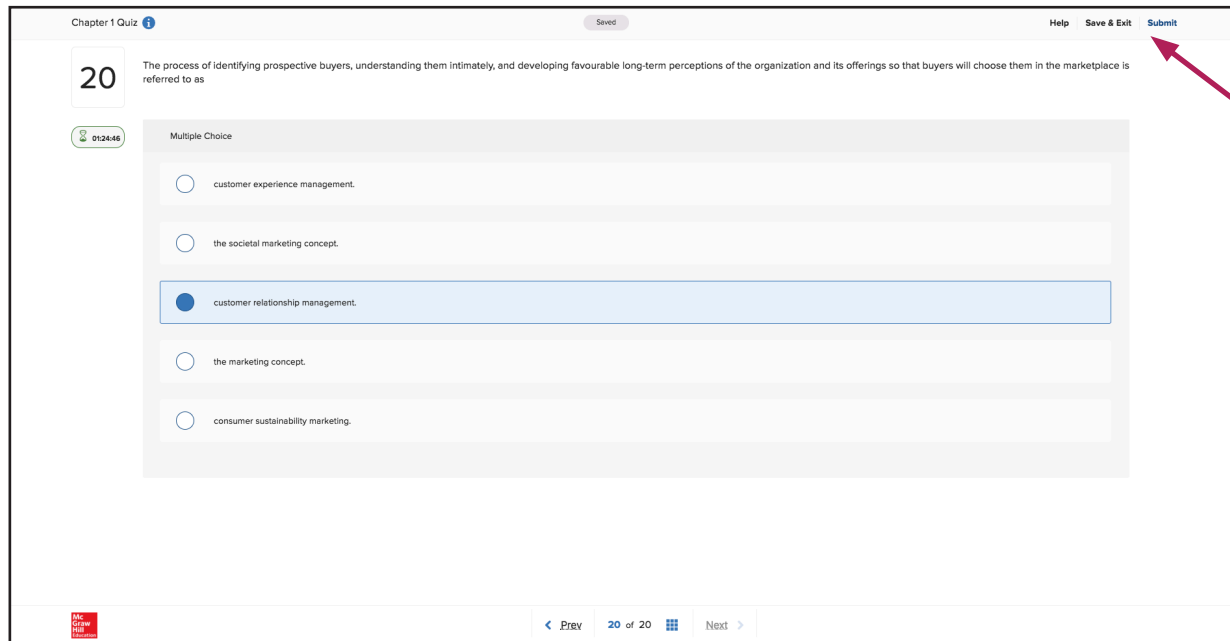 Chapter 1 Quiz i
Saved
Help Save & Exit Submit
20
The process of identifying prospective buyers, understanding them intimately, and developing favourable long-term perceptions of the organization and its offerings so that buyers will choose them in the marketplace is
referred to as
01:24:46
Multiple Choice
customer experience management.
the societal marketing concept.
customer relationship management.
the marketing concept.
consumer sustainability marketing.
Mc
Graw
Hill
Education
Prev 20 of 20 Next